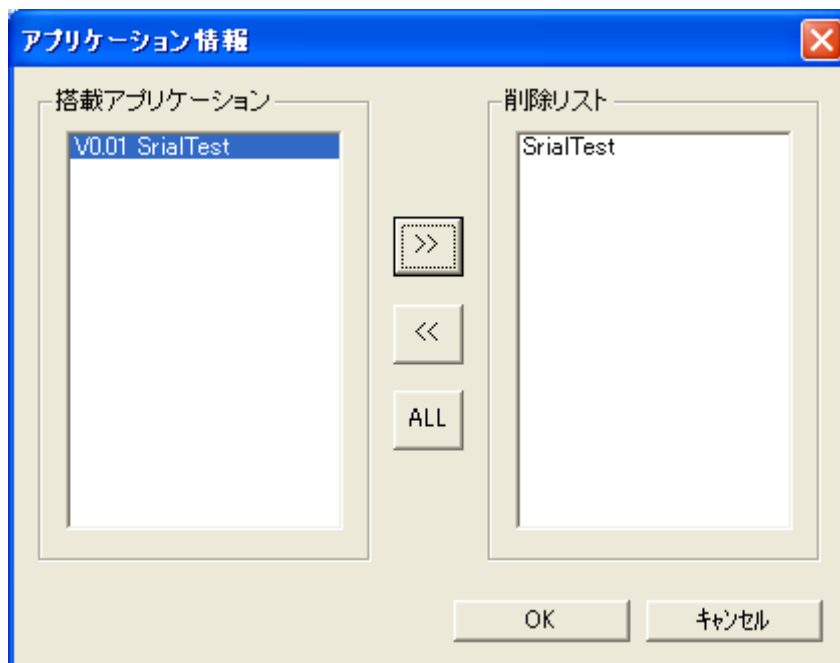 アプリケーション情報
搭載アプリケーション
V0.01 SrialTest
>>
<<
ALL
削除リスト
SrialTest
OK
ｷｬﾝｾﾙ